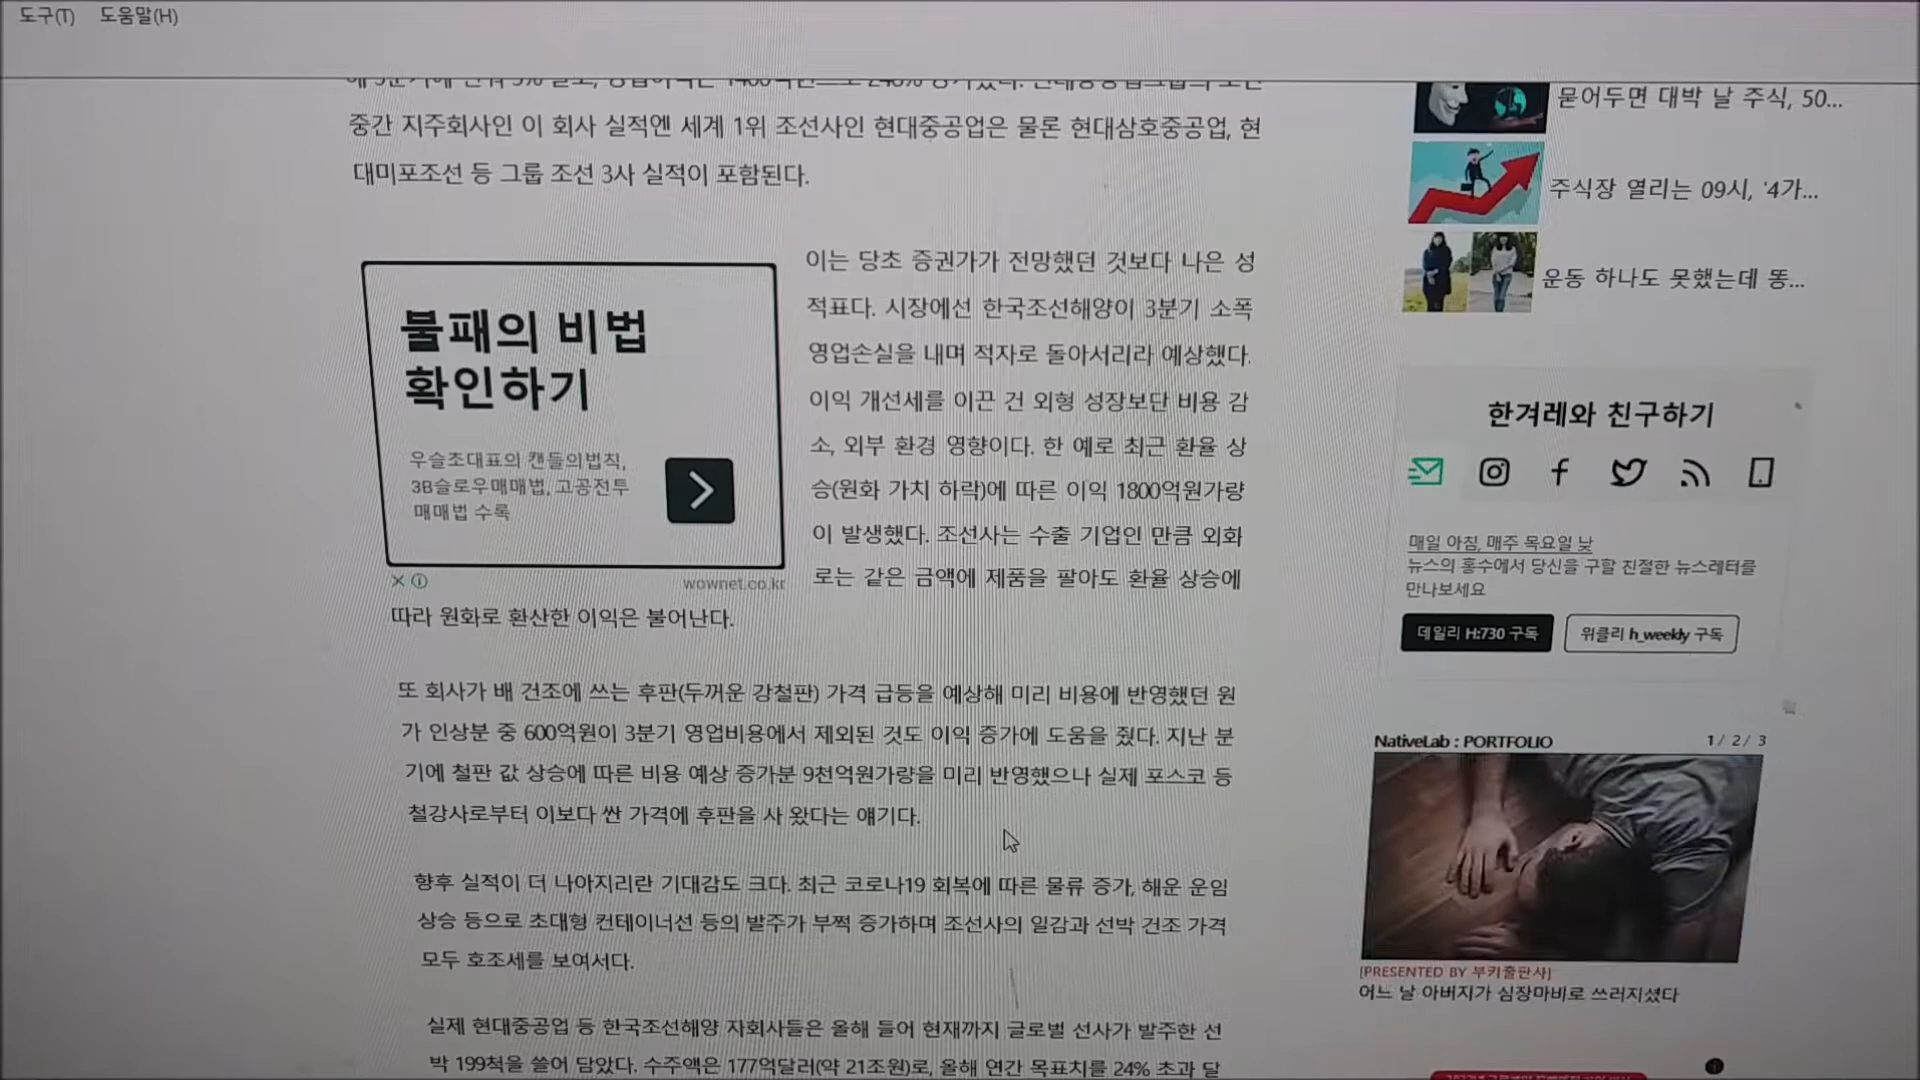 도구(T) 도움말(H)
중간 지주회사인 이 회사 실적엔 세계 1위 조선사인 현대중공업은 물론 현대삼호중공업, 현
대미포조선 등 그룹 조선 3사 실적이 포함된다.
불패의 비법
확인하기
우슬초대표의 캔들의법칙,
3B슬로우매매법, 고공전투
매매법 수록
wownet.co.kr
이는 당초 증권가가 전망했던 것보다 나은 성
적표다. 시장에선 한국조선해양이 3분기 소폭
영업손실을 내며 적자로 돌아서리라 예상했다.
이익 개선세를 이끈 건 외형 성장보단 비용 감
소, 외부 환경 영향이다. 한 예로 최근 환율 상
승(원화 가치 하락)에 따른 이익 1800억원가량
이 발생했다. 조선사는 수출 기업인 만큼 외화
로는 같은 금액에 제품을 팔아도 환율 상승에
따라 원화로 환산한 이익은 불어난다.
또 회사가 배 건조에 쓰는 후판(두꺼운 강철판) 가격 급등을 예상해 미리 비용에 반영했던 원
가 인상분 중 600억원이 3분기 영업비용에서 제외된 것도 이익 증가에 도움을 줬다. 지난 분
기에 철판 값 상승에 따른 비용 예상 증가분 9천억원가량을 미리 반영했으나 실제 포스코 등
철강사로부터 이보다 싼 가격에 후판을 사 왔다는 얘기다.
향후 실적이 더 나아지리란 기대감도 크다. 최근 코로나19 회복에 따른 물류 증가, 해운 운임
상승 등으로 초대형 컨테이너선 등의 발주가 부쩍 증가하며 조선사의 일감과 선박 건조 가격
모두 호조세를 보여서다.
실제 현대중공업 등 한국조선해양 자회사들은 올해 들어 현재까지 글로벌 선사가 발주한 선
박 199척을 쓸어 담았다. 수주액은 177억달러(약 21조원)로, 올해 연간 목표치를 24% 초과 달
묻어두면 대박 날 주식, 50...
주식장 열리는 09시, '4가...
운동 하나도 못했는데 똥...
한겨레와 친구하기
매일 아침, 매주 목요일 낮
뉴스의 홍수에서 당신을 구할 친절한 뉴스레터를
만나보세요
데일리 H:730 구독 위클리 h_weekly 구독
NativeLab : PORTFOLIO 1 / 2 / 3
[PRESENTED BY 부키출판사]
어느 날 아버지가 심장마비로 쓰러지셨다